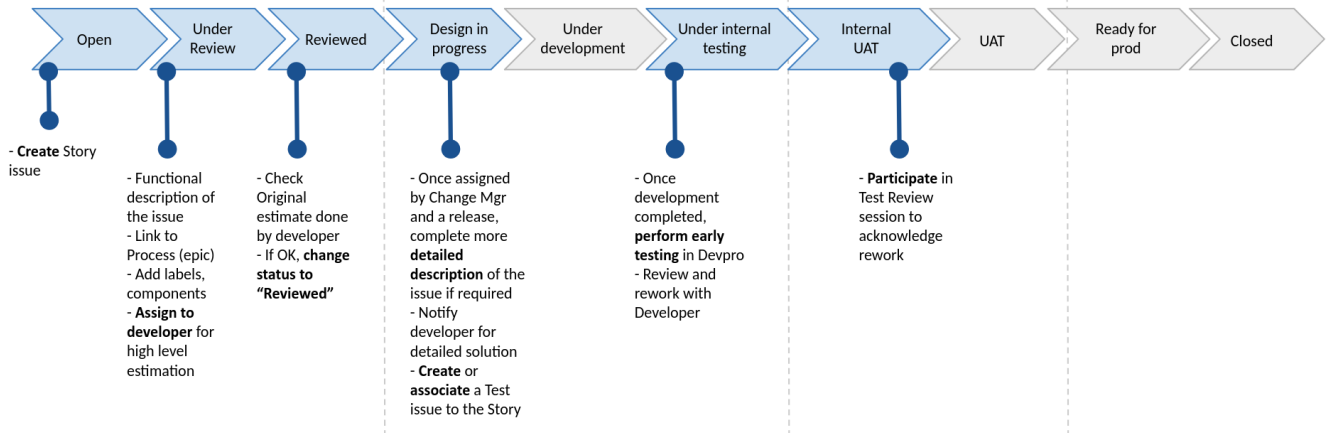 Open
Under
Review
Reviewed
Design in
progress
Under
development
Under internal
testing
Internal
UAT
UAT
Ready for
prod
Closed
- Create Story
issue
- Functional
description of
the issue
- Link to
Process (epic)
- Add labels,
components
- Assign to
developer for
high level
estimation
- Check
Original
estimate done
by developer
- If OK, change
status to
“Reviewed”
- Once assigned
by Change Mgr
and a release,
complete more
detailed
description of the
issue if required
- Notify
developer for
detailed solution
- Create or
associate a Test
issue to the Story
- Once
development
completed,
perform early
testing in Devpro
- Review and
rework with
Developer
- Participate in
Test Review
session to
acknowledge
rework